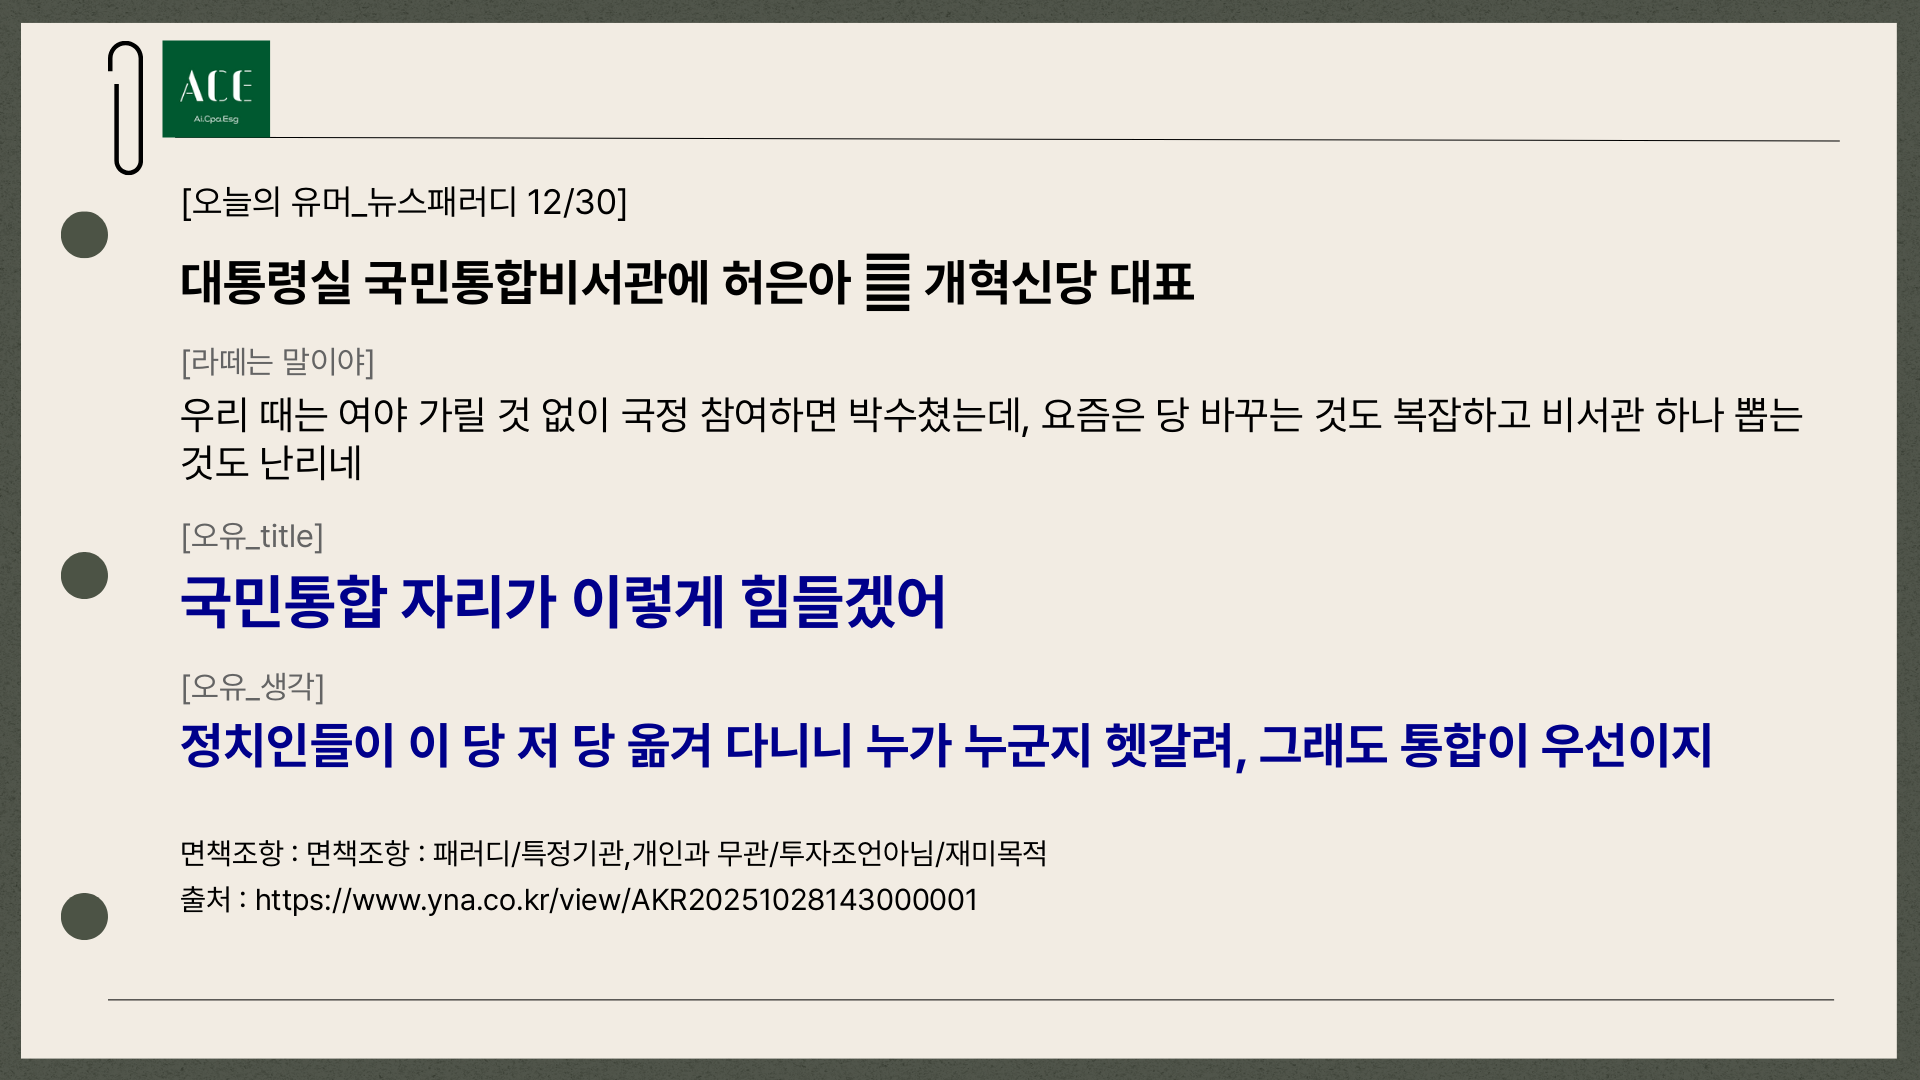 ACE
Ai.Cpa.Esg
[오늘의 유머_뉴스패러디 12/30]
대통령실 국민통합비서관에 허은아 개혁신당 대표
[라떼는 말이야]
우리 때는 여야 가릴 것 없이 국정 참여하면 박수쳤는데, 요즘은 당 바꾸는 것도 복잡하고 비서관 하나 뽑는
것도 난리네
[오유_title]
국민통합 자리가 이렇게 힘들겠어
[오유_생각]
정치인들이 이 당 저 당 옮겨 다니니 누가 누군지 헷갈려, 그래도 통합이 우선이지
면책조항 : 면책조항 : 패러디/특정기관,개인과 무관/투자조언아님/재미목적
출처 : https://www.yna.co.kr/view/AKR20251028143000001